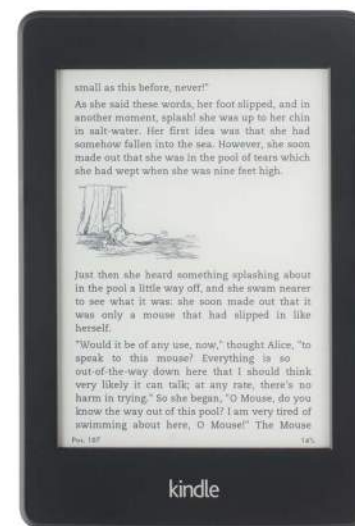 small as this before, never!"
As she said these words, her foot slipped, and in
another moment, splash! she was up to her chin
in salt-water. Her first idea was that she had
somehow fallen into the sea. However, she soon
made out that she was in the pool of tears which
she had wept when she was nine feet high.
Just then she heard something splashing about
in the pool a little way off, and she swam nearer
to see what it was: she soon made out that it
was only a mouse that had slipped in like
herself.
"Would it be of any use, now," thought Alice, "to
speak to this mouse? Everything is so
out-of-the-way down here that I should think
very likely it can talk; at any rate, there's no
harm in trying." So she began, "O Mouse, do you
know the way out of this pool? I am very tired of
swimming about here, O Mouse!" The Mouse
Pos. 187 14%
kindle